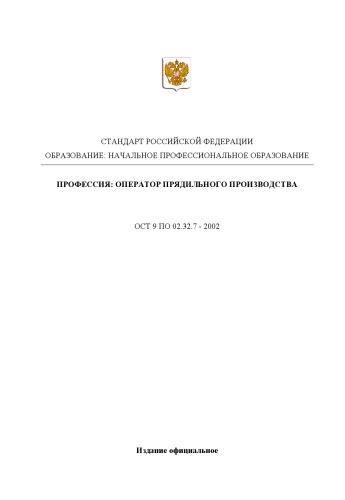 СТАНДАРТ РОССИЙСКОЙ ФЕДЕРАЦИИ
ОБРАЗОВАНИЕ: НАЧАЛЬНОЕ ПРОФЕССИОНАЛЬНОЕ ОБРАЗОВАНИЕ
ПРОФЕССИЯ: ОПЕРАТОР ПРЯДИЛЬНОГО ПРОИЗВОДСТВА
ОСТ 9 ПО 02.32.7 - 2002
Издание официальное